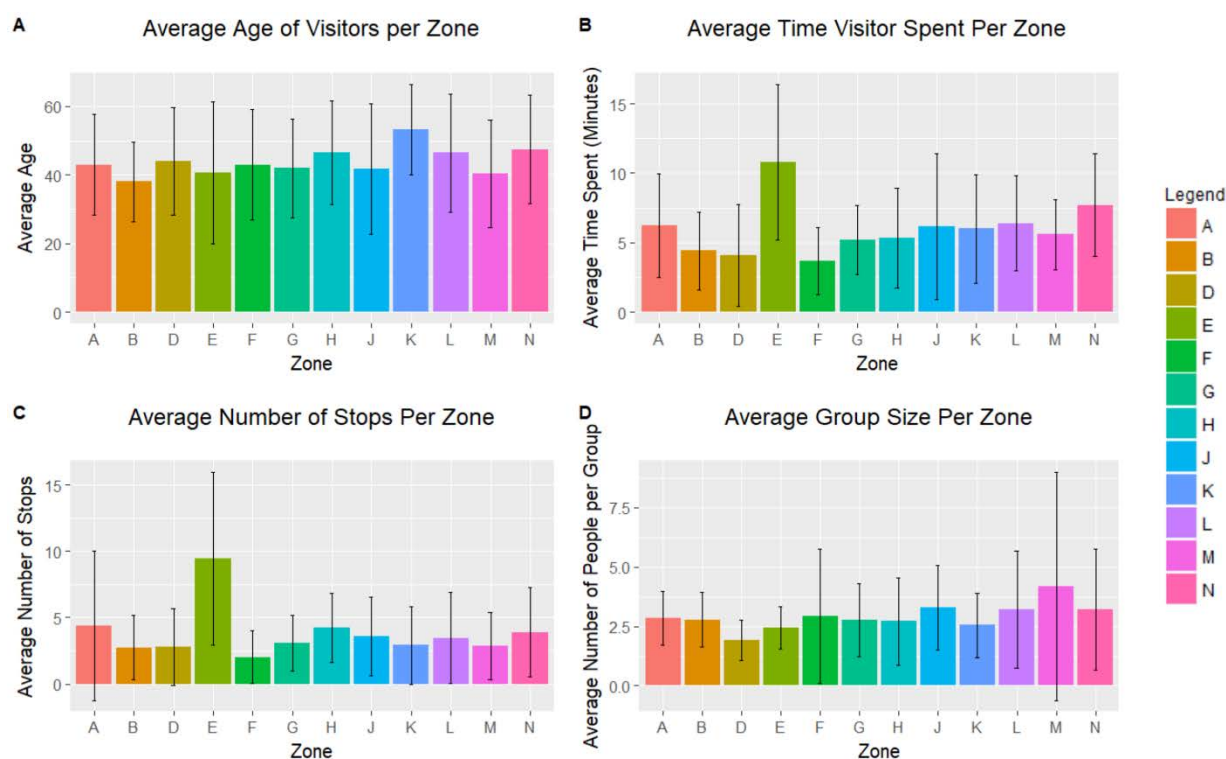 A
Average Age of Visitors per Zone
Average Age
60
40
20
0
A B D E F G H J K L M N
Zone
B
Average Time Visitor Spent Per Zone
Average Time Spent (Minutes)
15
10
5
0
A B D E F G H J K L M N
Zone
C
Average Number of Stops Per Zone
Average Number of Stops
15
10
5
0
A B D E F G H J K L M N
Zone
D
Average Group Size Per Zone
Average Number of People per Group
7.5
5.0
2.5
0.0
A B D E F G H J K L M N
Zone
Legend
A
B
D
E
F
G
H
J
K
L
M
N